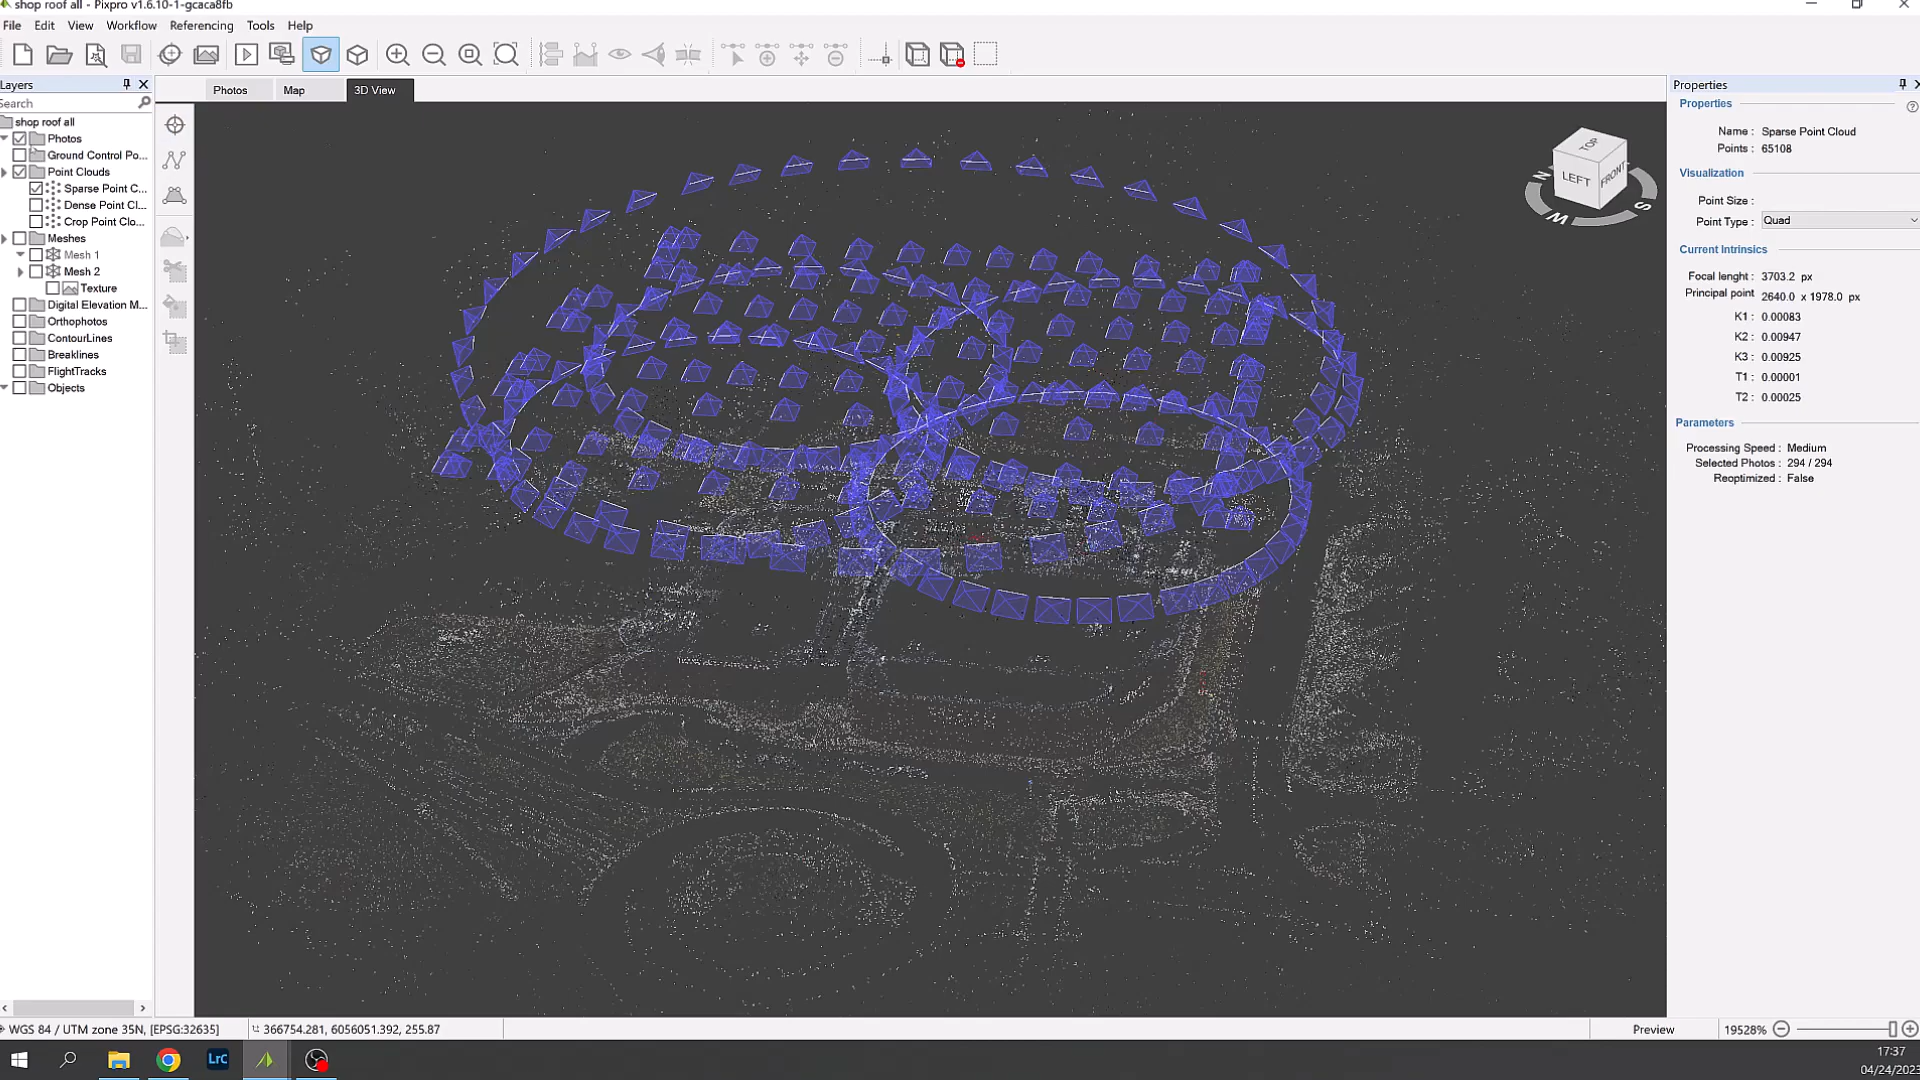 shop roof all - Pixpro v1.6.10-1-gcaca8fb
File Edit View Workflow Referencing Tools Help
Layers
Search
shop roof all
Photos
Ground Control Po...
Point Clouds
Sparse Point C...
Dense Point Cl...
Crop Point Clo...
Meshes
Mesh 1
Mesh 2
Texture
Digital Elevation M...
Orthophotos
ContourLines
Breaklines
FlightTracks
Objects
Photos Map 3D View
TOP
LEFT FRONT
N W S
Properties
Properties
Name : Sparse Point Cloud
Points : 65108
Visualization
Point Size :
Point Type : Quad
Current Intrinsics
Focal lenght : 3703.2 px
Principal point 2640.0 x 1978.0 px
K1 : 0.00083
K2 : 0.00947
K3 : 0.00925
T1 : 0.00001
T2 : 0.00025
Parameters
Processing Speed : Medium
Selected Photos : 294 / 294
Reoptimized : False
WGS 84 / UTM zone 35N, [EPSG:32635] 366754.281, 6056051.392, 255.87 Preview 19528%
LrC
17:37
04/24/2023